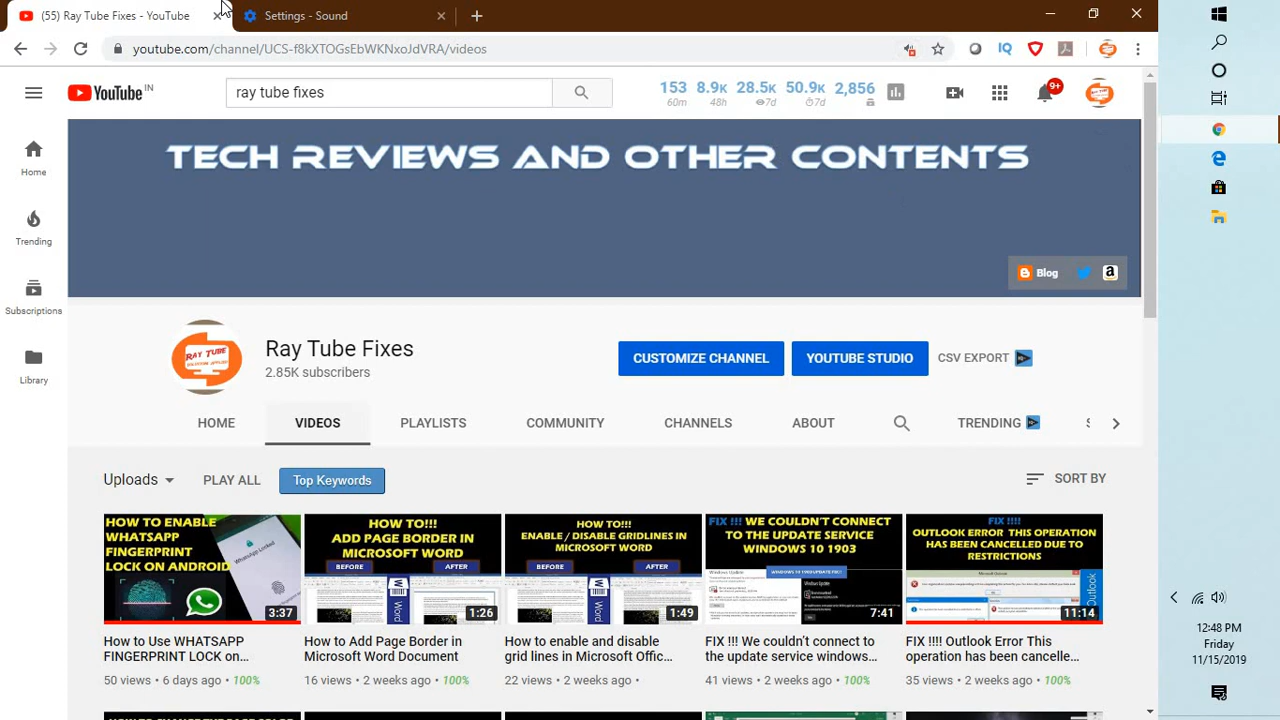 (55) Ray Tube Fixes - YouTube
Settings - Sound
youtube.com/channel/UCS-f8kXTOGsEbWKNxoJdVRA/videos
IQ
YouTube IN
ray tube fixes
153 8.9K 28.5K 50.9K 2,856
60m 48h 7d 7d
9+
TECH REVIEWS AND OTHER CONTENTS
Home
Trending
Subscriptions
Library
Blog
RAY TUBE
Ray Tube Fixes
2.85K subscribers
CUSTOMIZE CHANNEL
YOUTUBE STUDIO
CSV EXPORT
HOME
VIDEOS
PLAYLISTS
COMMUNITY
CHANNELS
ABOUT
TRENDING
Uploads
PLAY ALL
Top Keywords
SORT BY
HOW TO ENABLE
WHATSAPP
FINGERPRINT
LOCK ON ANDROID
WhatsApp Locked
3:37
HOW TO!!!
ADD PAGE BORDER IN
MICROSOFT WORD
BEFORE
AFTER
1:26
HOW TO!!!
ENABLE / DISABLE GRIDLINES IN
MICROSOFT WORD
BEFORE
AFTER
1:49
FIX !!! WE COULDN'T CONNECT
TO THE UPDATE SERVICE
WINDOWS 10 1903
7:41
FIX !!!!
OUTLOOK ERROR THIS OPERATION
HAS BEEN CANCELLED DUE TO
RESTRICTIONS
Outlook
11:14
How to Use WHATSAPP
FINGERPRINT LOCK on...
50 views • 6 days ago • 100%
How to Add Page Border in
Microsoft Word Document
16 views • 2 weeks ago • 100%
How to enable and disable
grid lines in Microsoft Offic...
22 views • 2 weeks ago •
FIX !!! We couldn't connect to
the update service windows...
41 views • 2 weeks ago • 100%
FIX !!!! Outlook Error This
operation has been cancelle...
35 views • 2 weeks ago • 100%
12:48 PM
Friday
11/15/2019